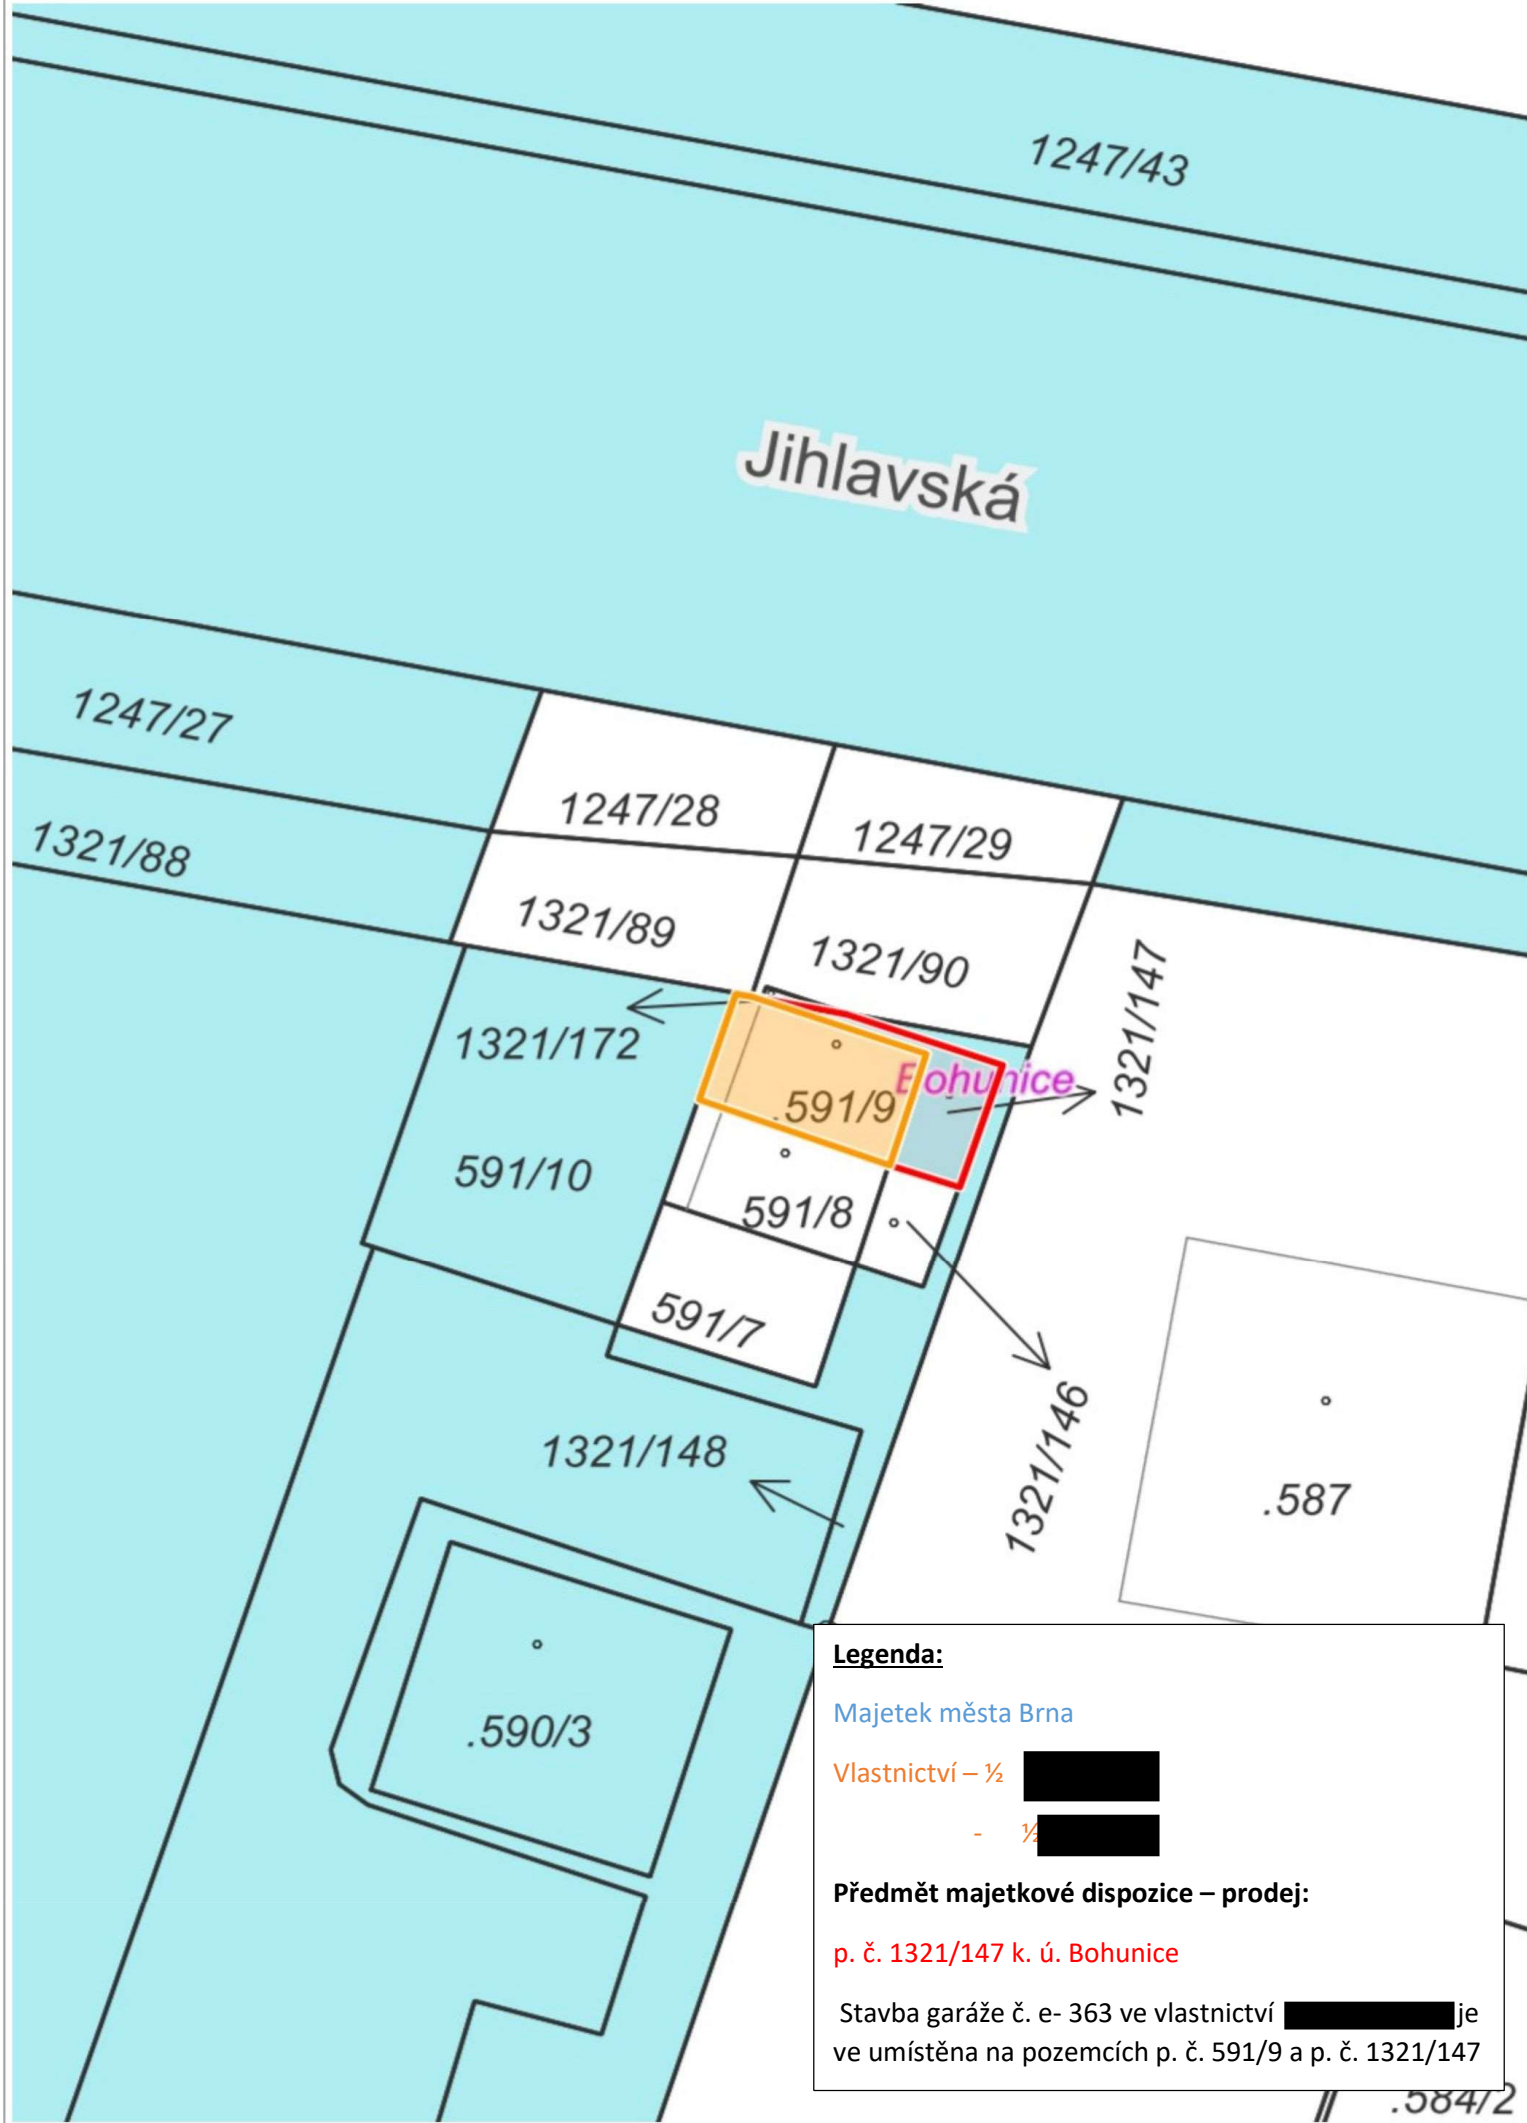 1247/43
Jihlavská
1247/27
1247/28
1247/29
1321/88
1321/89
1321/90
1321/147
1321/172
Bohunice
.591/9
591/10
591/8
591/7
1321/146
1321/148
.587
.590/3
Legenda:
Majetek města Brna
Vlastnictví – ½
- ½
Předmět majetkové dispozice – prodej:
p. č. 1321/147 k. ú. Bohunice
Stavba garáže č. e- 363 ve vlastnictví je
ve umístěna na pozemcích p. č. 591/9 a p. č. 1321/147
.584/2